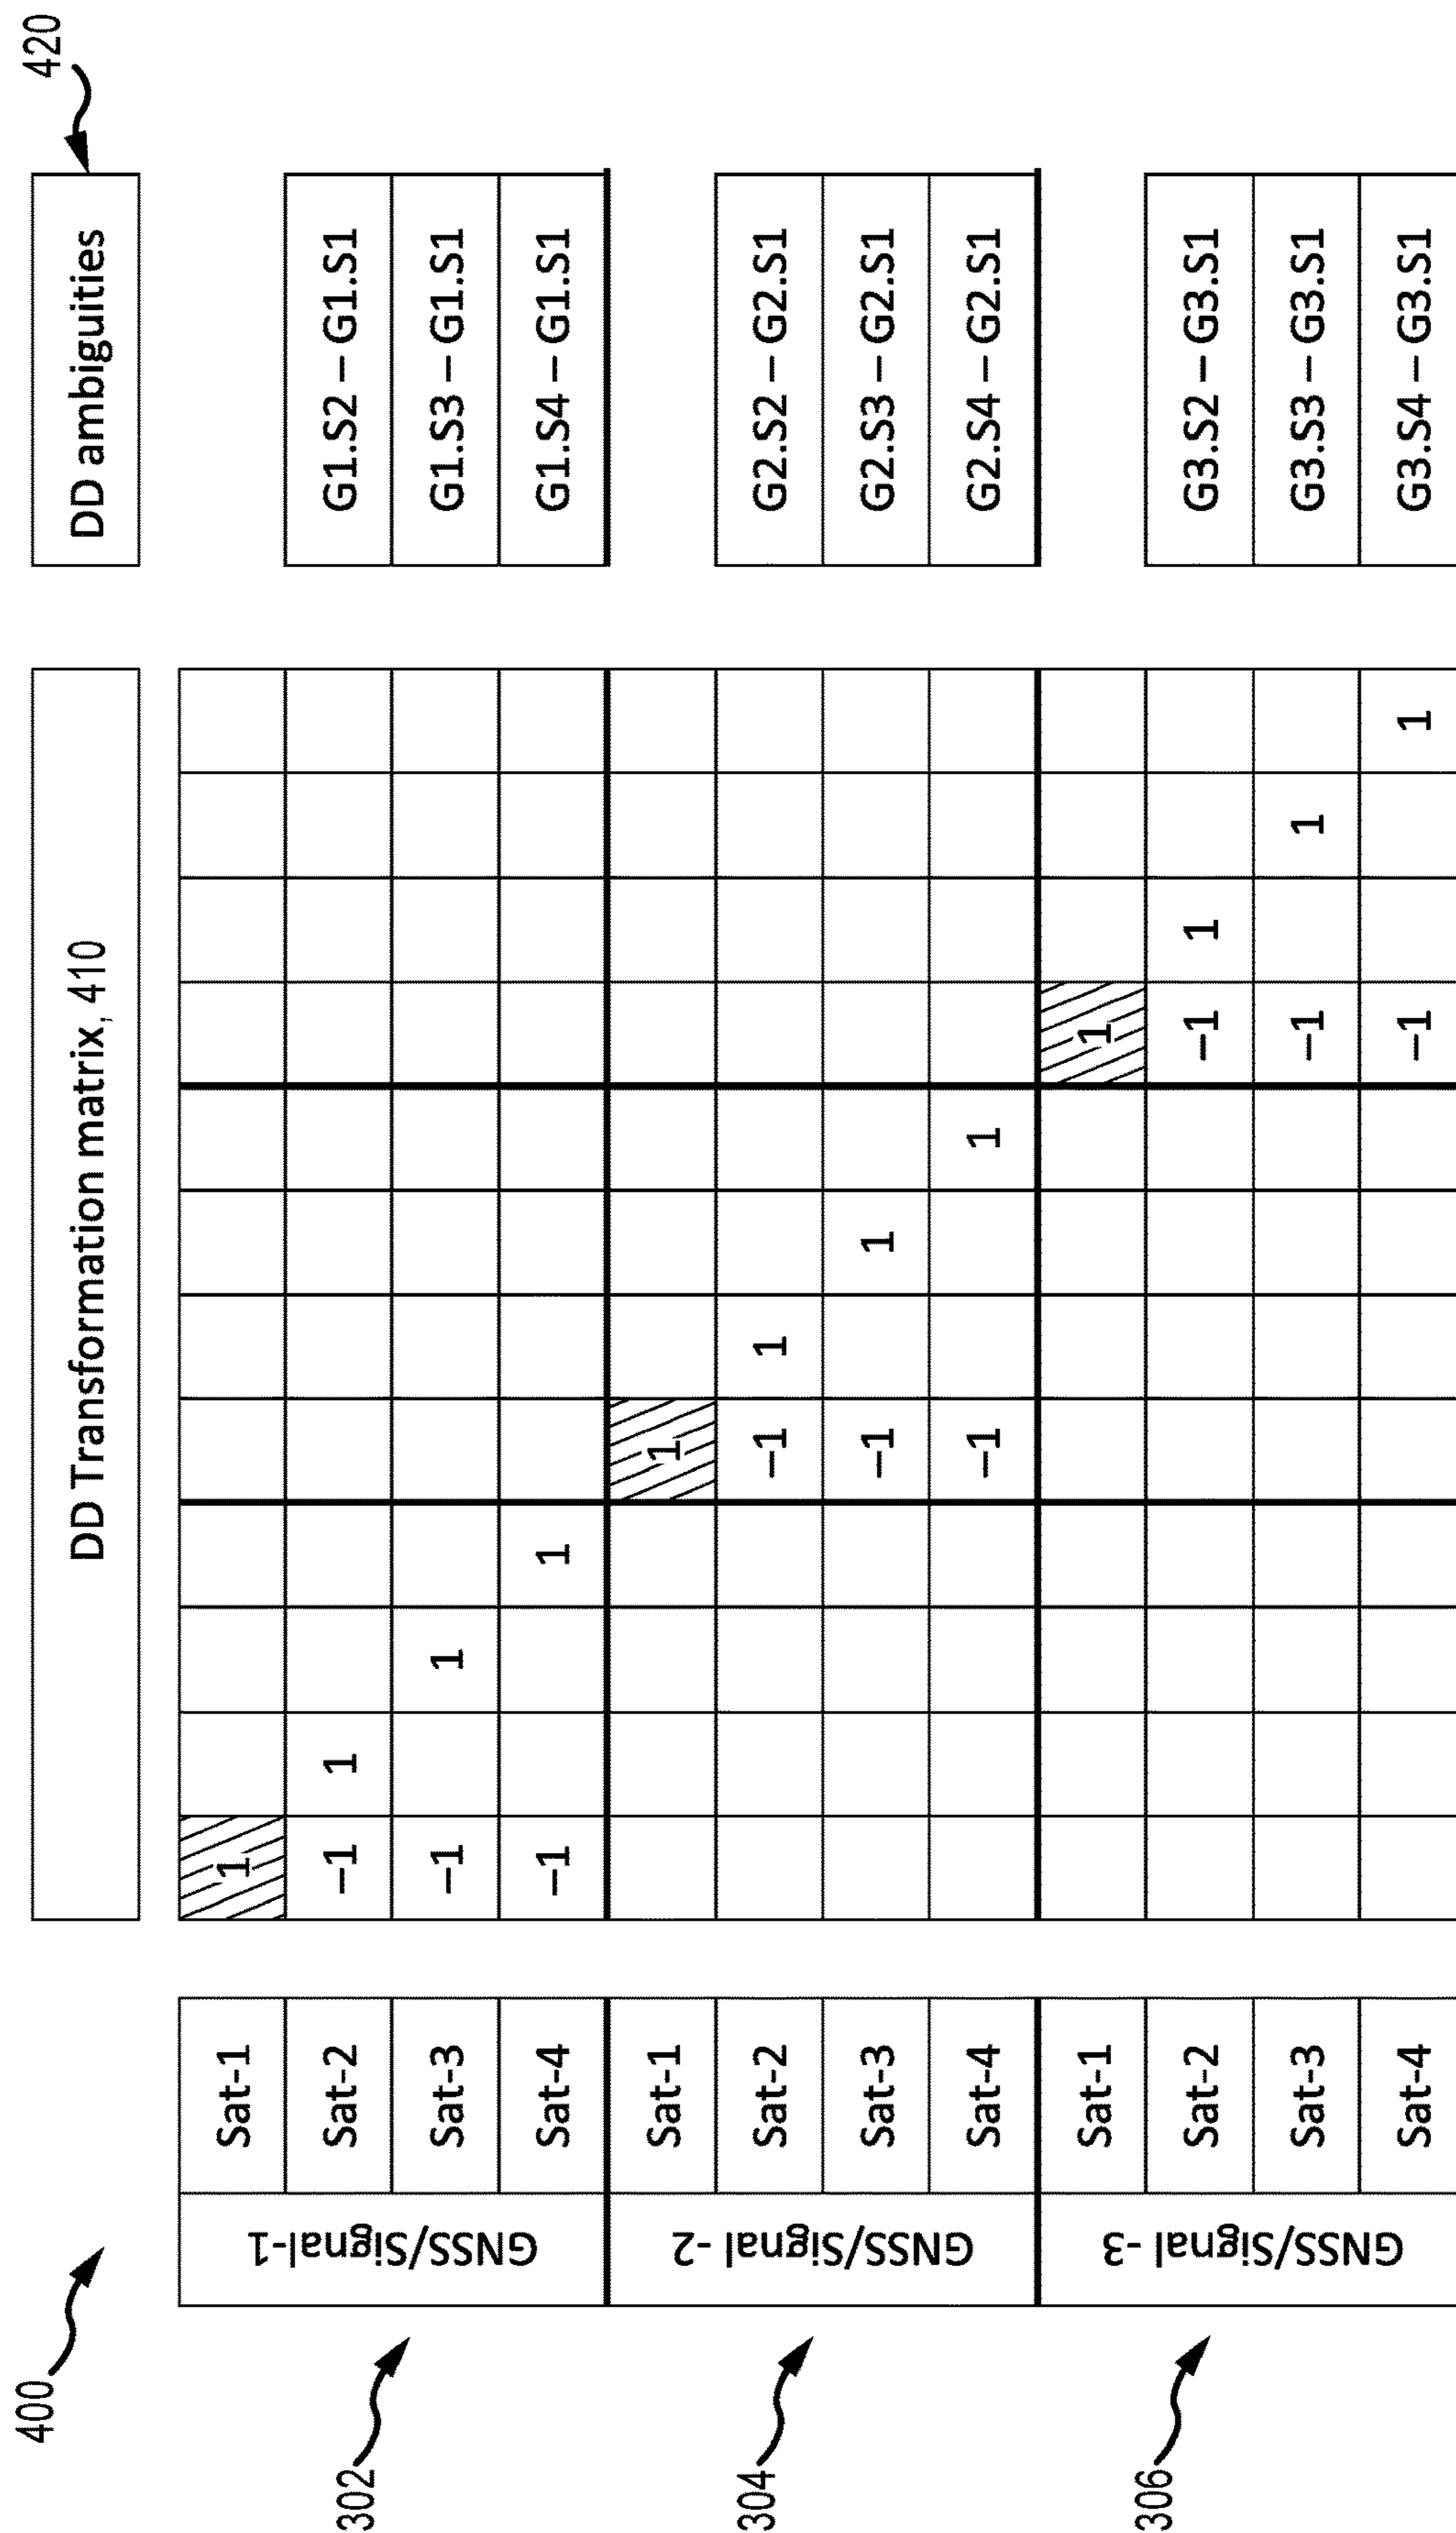 400
DD Transformation matrix, 410
DD ambiguities
420
302
GNSS/Signal-1
Sat-1 1
Sat-2 −1 1 G1.S2 – G1.S1
Sat-3 −1 1 G1.S3 – G1.S1
Sat-4 −1 1 G1.S4 – G1.S1
304
GNSS/Signal -2
Sat-1 1
Sat-2 −1 1 G2.S2 – G2.S1
Sat-3 −1 1 G2.S3 – G2.S1
Sat-4 −1 1 G2.S4 – G2.S1
306
GNSS/Signal -3
Sat-1 1
Sat-2 −1 1 G3.S2 – G3.S1
Sat-3 −1 1 G3.S3 – G3.S1
Sat-4 −1 1 G3.S4 – G3.S1